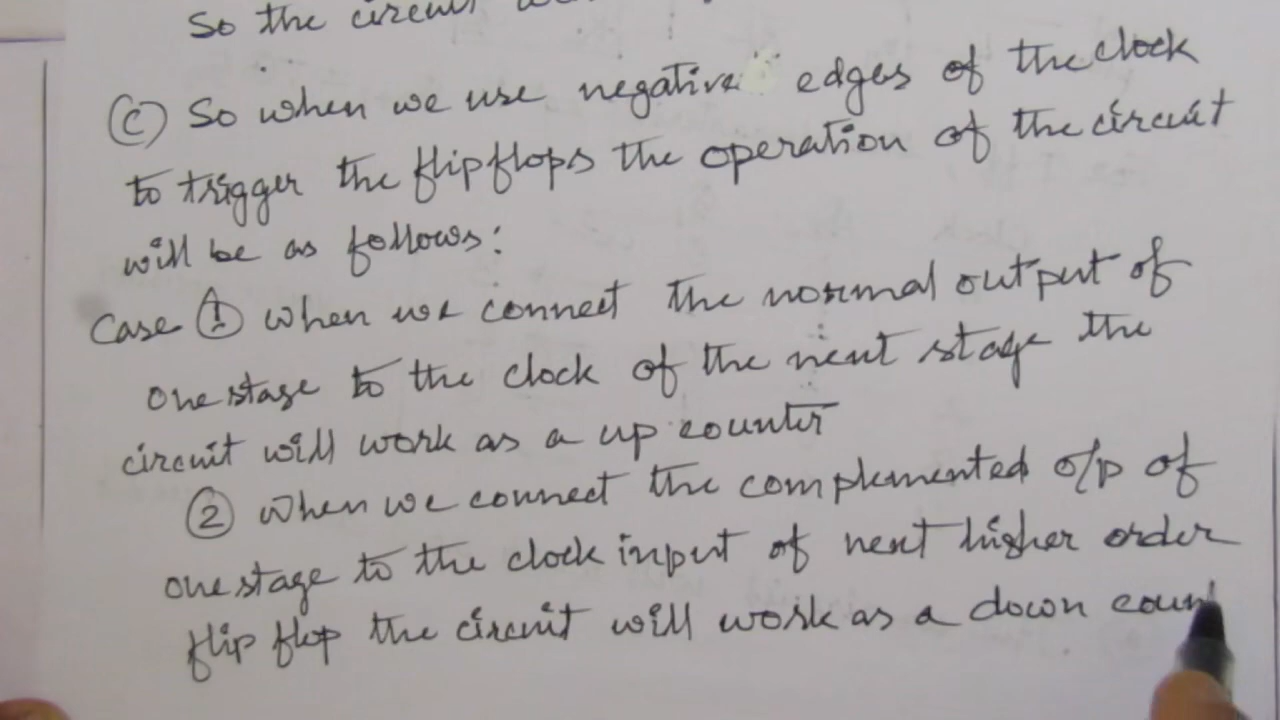 So the circuit
(C) So when we use negative edges of the clock
to trigger the flipflops the operation of the circuit
will be as follows:
Case ① when we connect the normal output of
one stage to the clock of the next stage the
circuit will work as a up counter
② when we connect the complemented o/p of
one stage to the clock input of next higher order
flip flop the circuit will work as a down coun